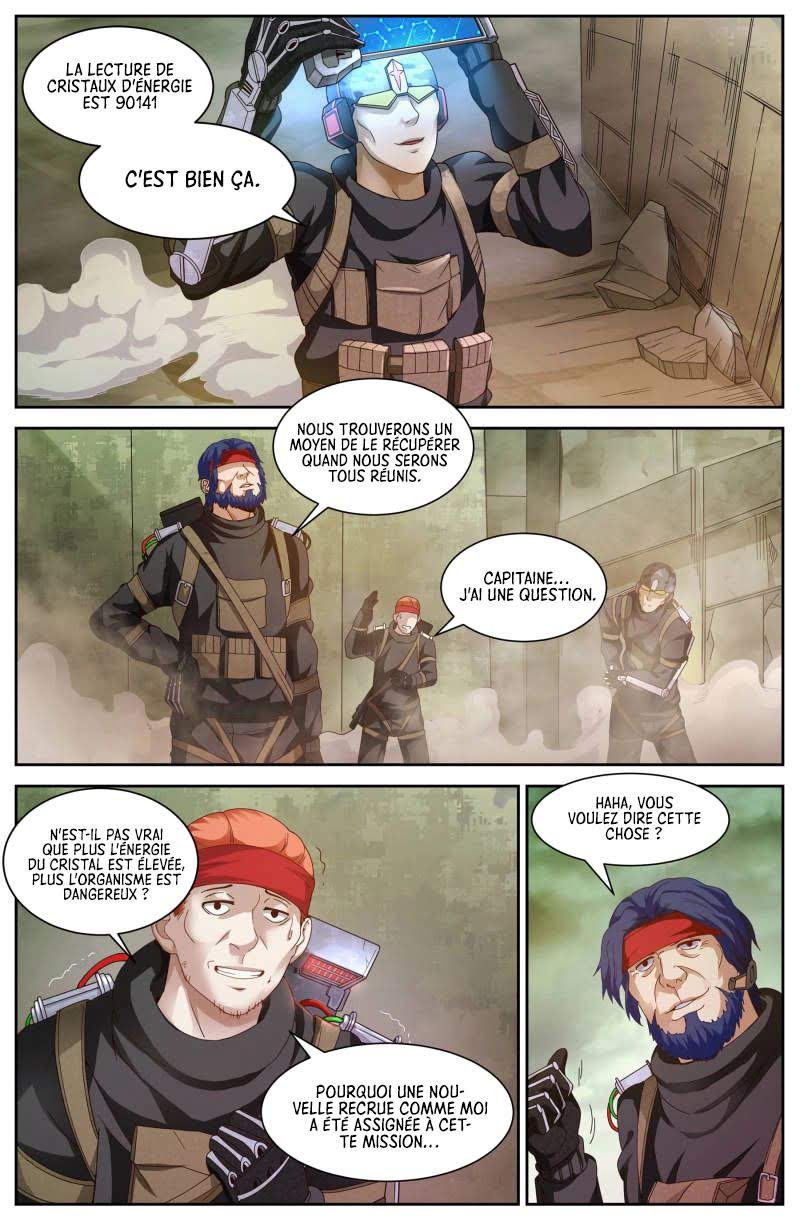 LA LECTURE DE
CRISTAUX D'ÉNERGIE
EST 90141
C'EST BIEN ÇA.
NOUS TROUVERONS UN
MOYEN DE LE RÉCUPÉRER
QUAND NOUS SERONS
TOUS RÉUNIS.
CAPITAINE...
J'AI UNE QUESTION.
N'EST-IL PAS VRAI
QUE PLUS L'ÉNERGIE
DU CRISTAL EST ÉLEVÉE,
PLUS L'ORGANISME EST
DANGEREUX ?
POURQUOI UNE NOU-
VELLE RECRUE COMME MOI
A ÉTÉ ASSIGNÉE À CET-
TE MISSION...
HAHA, VOUS
VOULEZ DIRE CETTE
CHOSE ?